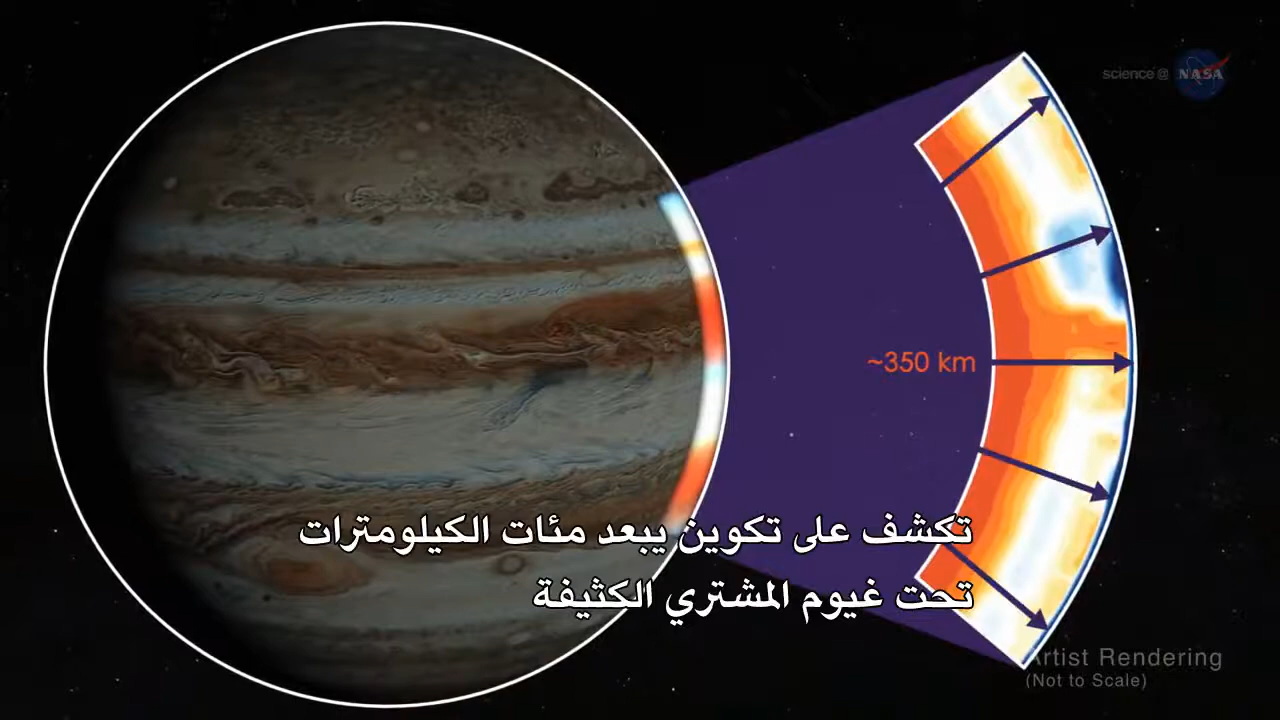 science@ NASA
~350 km
تكشف على تكوين يبعد مئات الكيلومترات
تحت غيوم المشتري الكثيفة
Artist Rendering
(Not to Scale)